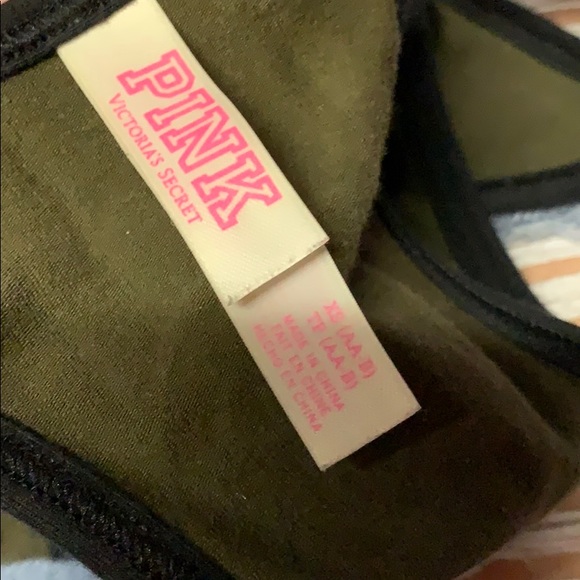 PINK
VICTORIA'S SECRET
XS (AA-B)
TP (AA-B)
MADE IN CHINA
FAIT EN CHINE
HECHO EN CHINA